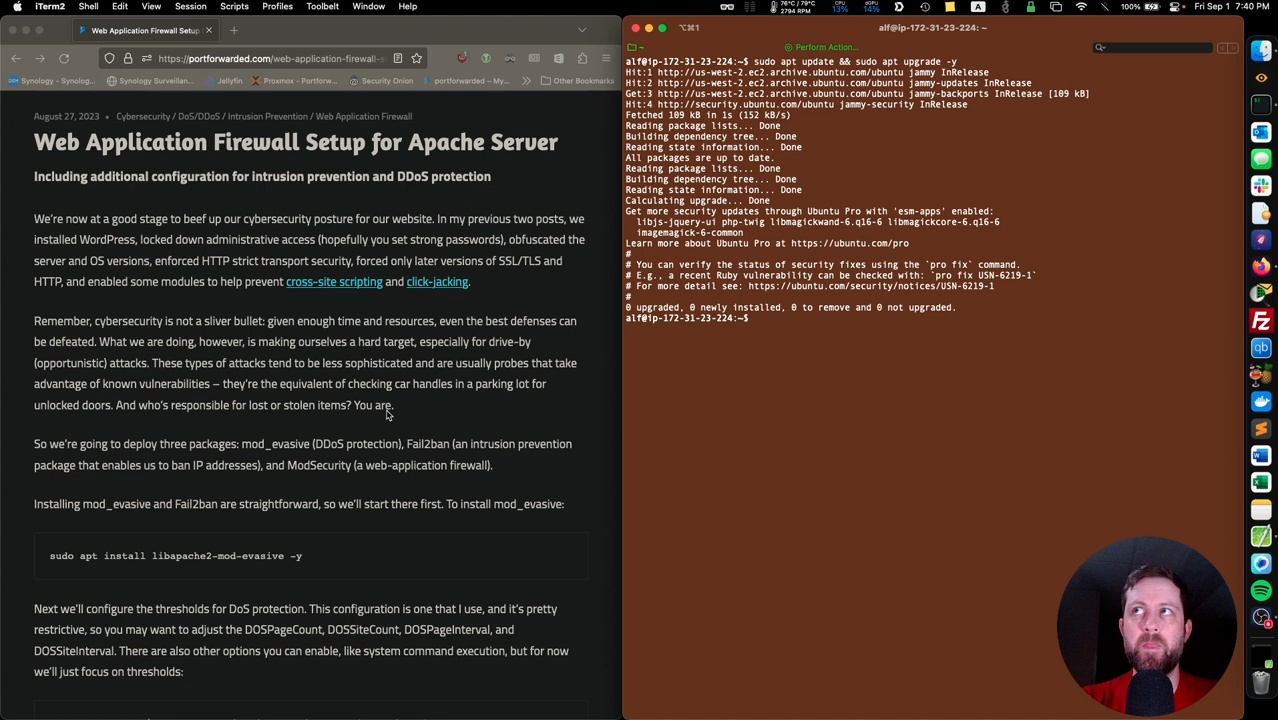 iTerm2 Shell Edit View Session Scripts Profiles Toolbelt Window Help
76°C / 79°C
2794 RPM
CPU
13%
GPU
14%
100%
Fri Sep 1 7:40 PM
Web Application Firewall Setup
https://portforwarded.com/web-application-firewall-s
Synology - Synology...
Synology Surveillan...
Jellyfin
Proxmox - Proxmox...
Security Onion
portforwarded – My...
Other Bookmarks
August 27, 2023 • Cybersecurity / DoS/DDoS / Intrusion Prevention / Web Application Firewall
Web Application Firewall Setup for Apache Server
Including additional configuration for intrusion prevention and DDoS protection
We're now at a good stage to beef up our cybersecurity posture for our website. In my previous two posts, we
installed WordPress, locked down administrative access (hopefully you set strong passwords), obfuscated the
server and OS versions, enforced HTTP strict transport security, forced only later versions of SSL/TLS and
HTTP, and enabled some modules to help prevent cross-site scripting and click-jacking.
Remember, cybersecurity is not a sliver bullet: given enough time and resources, even the best defenses can
be defeated. What we are doing, however, is making ourselves a hard target, especially for drive-by
(opportunistic) attacks. These types of attacks tend to be less sophisticated and are usually probes that take
advantage of known vulnerabilities – they're the equivalent of checking car handles in a parking lot for
unlocked doors. And who's responsible for lost or stolen items? You are.
So we're going to deploy three packages: mod_evasive (DDoS protection), Fail2ban (an intrusion prevention
package that enables us to ban IP addresses), and ModSecurity (a web-application firewall).
Installing mod_evasive and Fail2ban are straightforward, so we'll start there first. To install mod_evasive:
sudo apt install libapache2-mod-evasive -y
Next we'll configure the thresholds for DoS protection. This configuration is one that I use, and it's pretty
restrictive, so you may want to adjust the DOSPageCount, DOSSiteCount, DOSPageInterval, and
DOSSiteInterval. There are also other options you can enable, like system command execution, but for now
we'll just focus on thresholds:
⌥⌘1
alf@ip-172-31-23-224: ~
~
Perform Action...
alf@ip-172-31-23-224:~$ sudo apt update && sudo apt upgrade -y
Hit:1 http://us-west-2.ec2.archive.ubuntu.com/ubuntu jammy InRelease
Hit:2 http://us-west-2.ec2.archive.ubuntu.com/ubuntu jammy-updates InRelease
Get:3 http://us-west-2.ec2.archive.ubuntu.com/ubuntu jammy-backports InRelease [109 kB]
Hit:4 http://security.ubuntu.com/ubuntu jammy-security InRelease
Fetched 109 kB in 1s (152 kB/s)
Reading package lists... Done
Building dependency tree... Done
Reading state information... Done
All packages are up to date.
Reading package lists... Done
Building dependency tree... Done
Reading state information... Done
Calculating upgrade... Done
Get more security updates through Ubuntu Pro with 'esm-apps' enabled:
libjs-jquery-ui php-twig libmagickwand-6.q16-6 libmagickcore-6.q16-6
imagemagick-6-common
Learn more about Ubuntu Pro at https://ubuntu.com/pro
#
# You can verify the status of security fixes using the `pro fix` command.
# E.g., a recent Ruby vulnerability can be checked with: `pro fix USN-6219-1`
# For more detail see: https://ubuntu.com/security/notices/USN-6219-1
#
0 upgraded, 0 newly installed, 0 to remove and 0 not upgraded.
alf@ip-172-31-23-224:~$